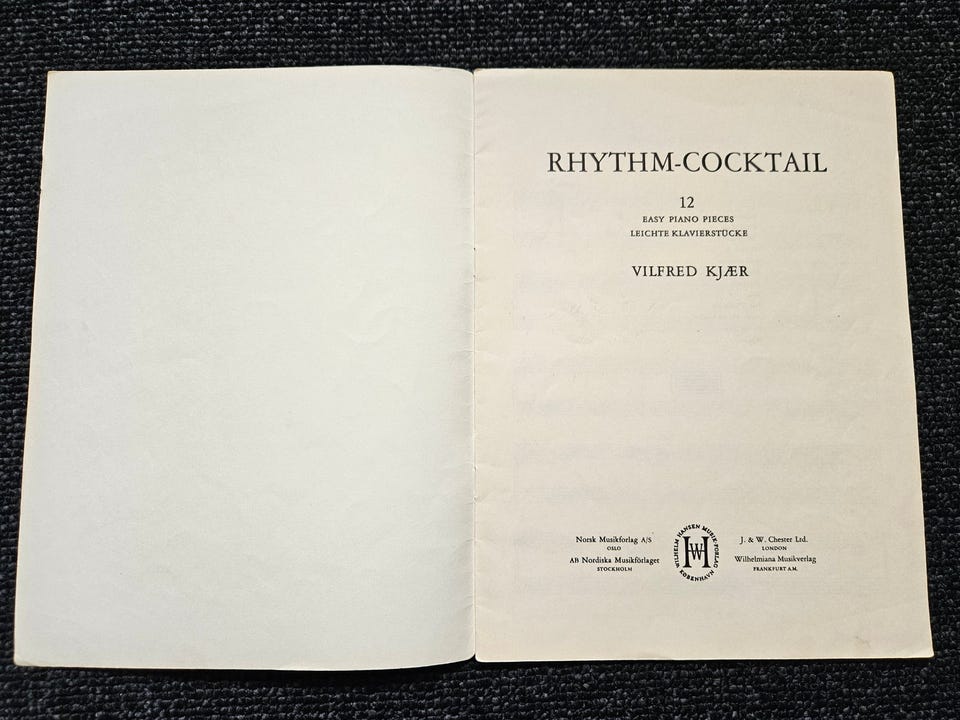 RHYTHM-COCKTAIL
12
EASY PIANO PIECES
LEICHTE KLAVIERSTÜCKE
VILFRED KJÆR
Norsk Musikforlag A/S
OSLO
AB Nordiska Musikförlaget
STOCKHOLM
WILHELM HANSEN MUSIK-FORLAG
KØBENHAVN
WH
J. & W. Chester Ltd.
LONDON
Wilhelmiana Musikverlag
FRANKFURT A.M.